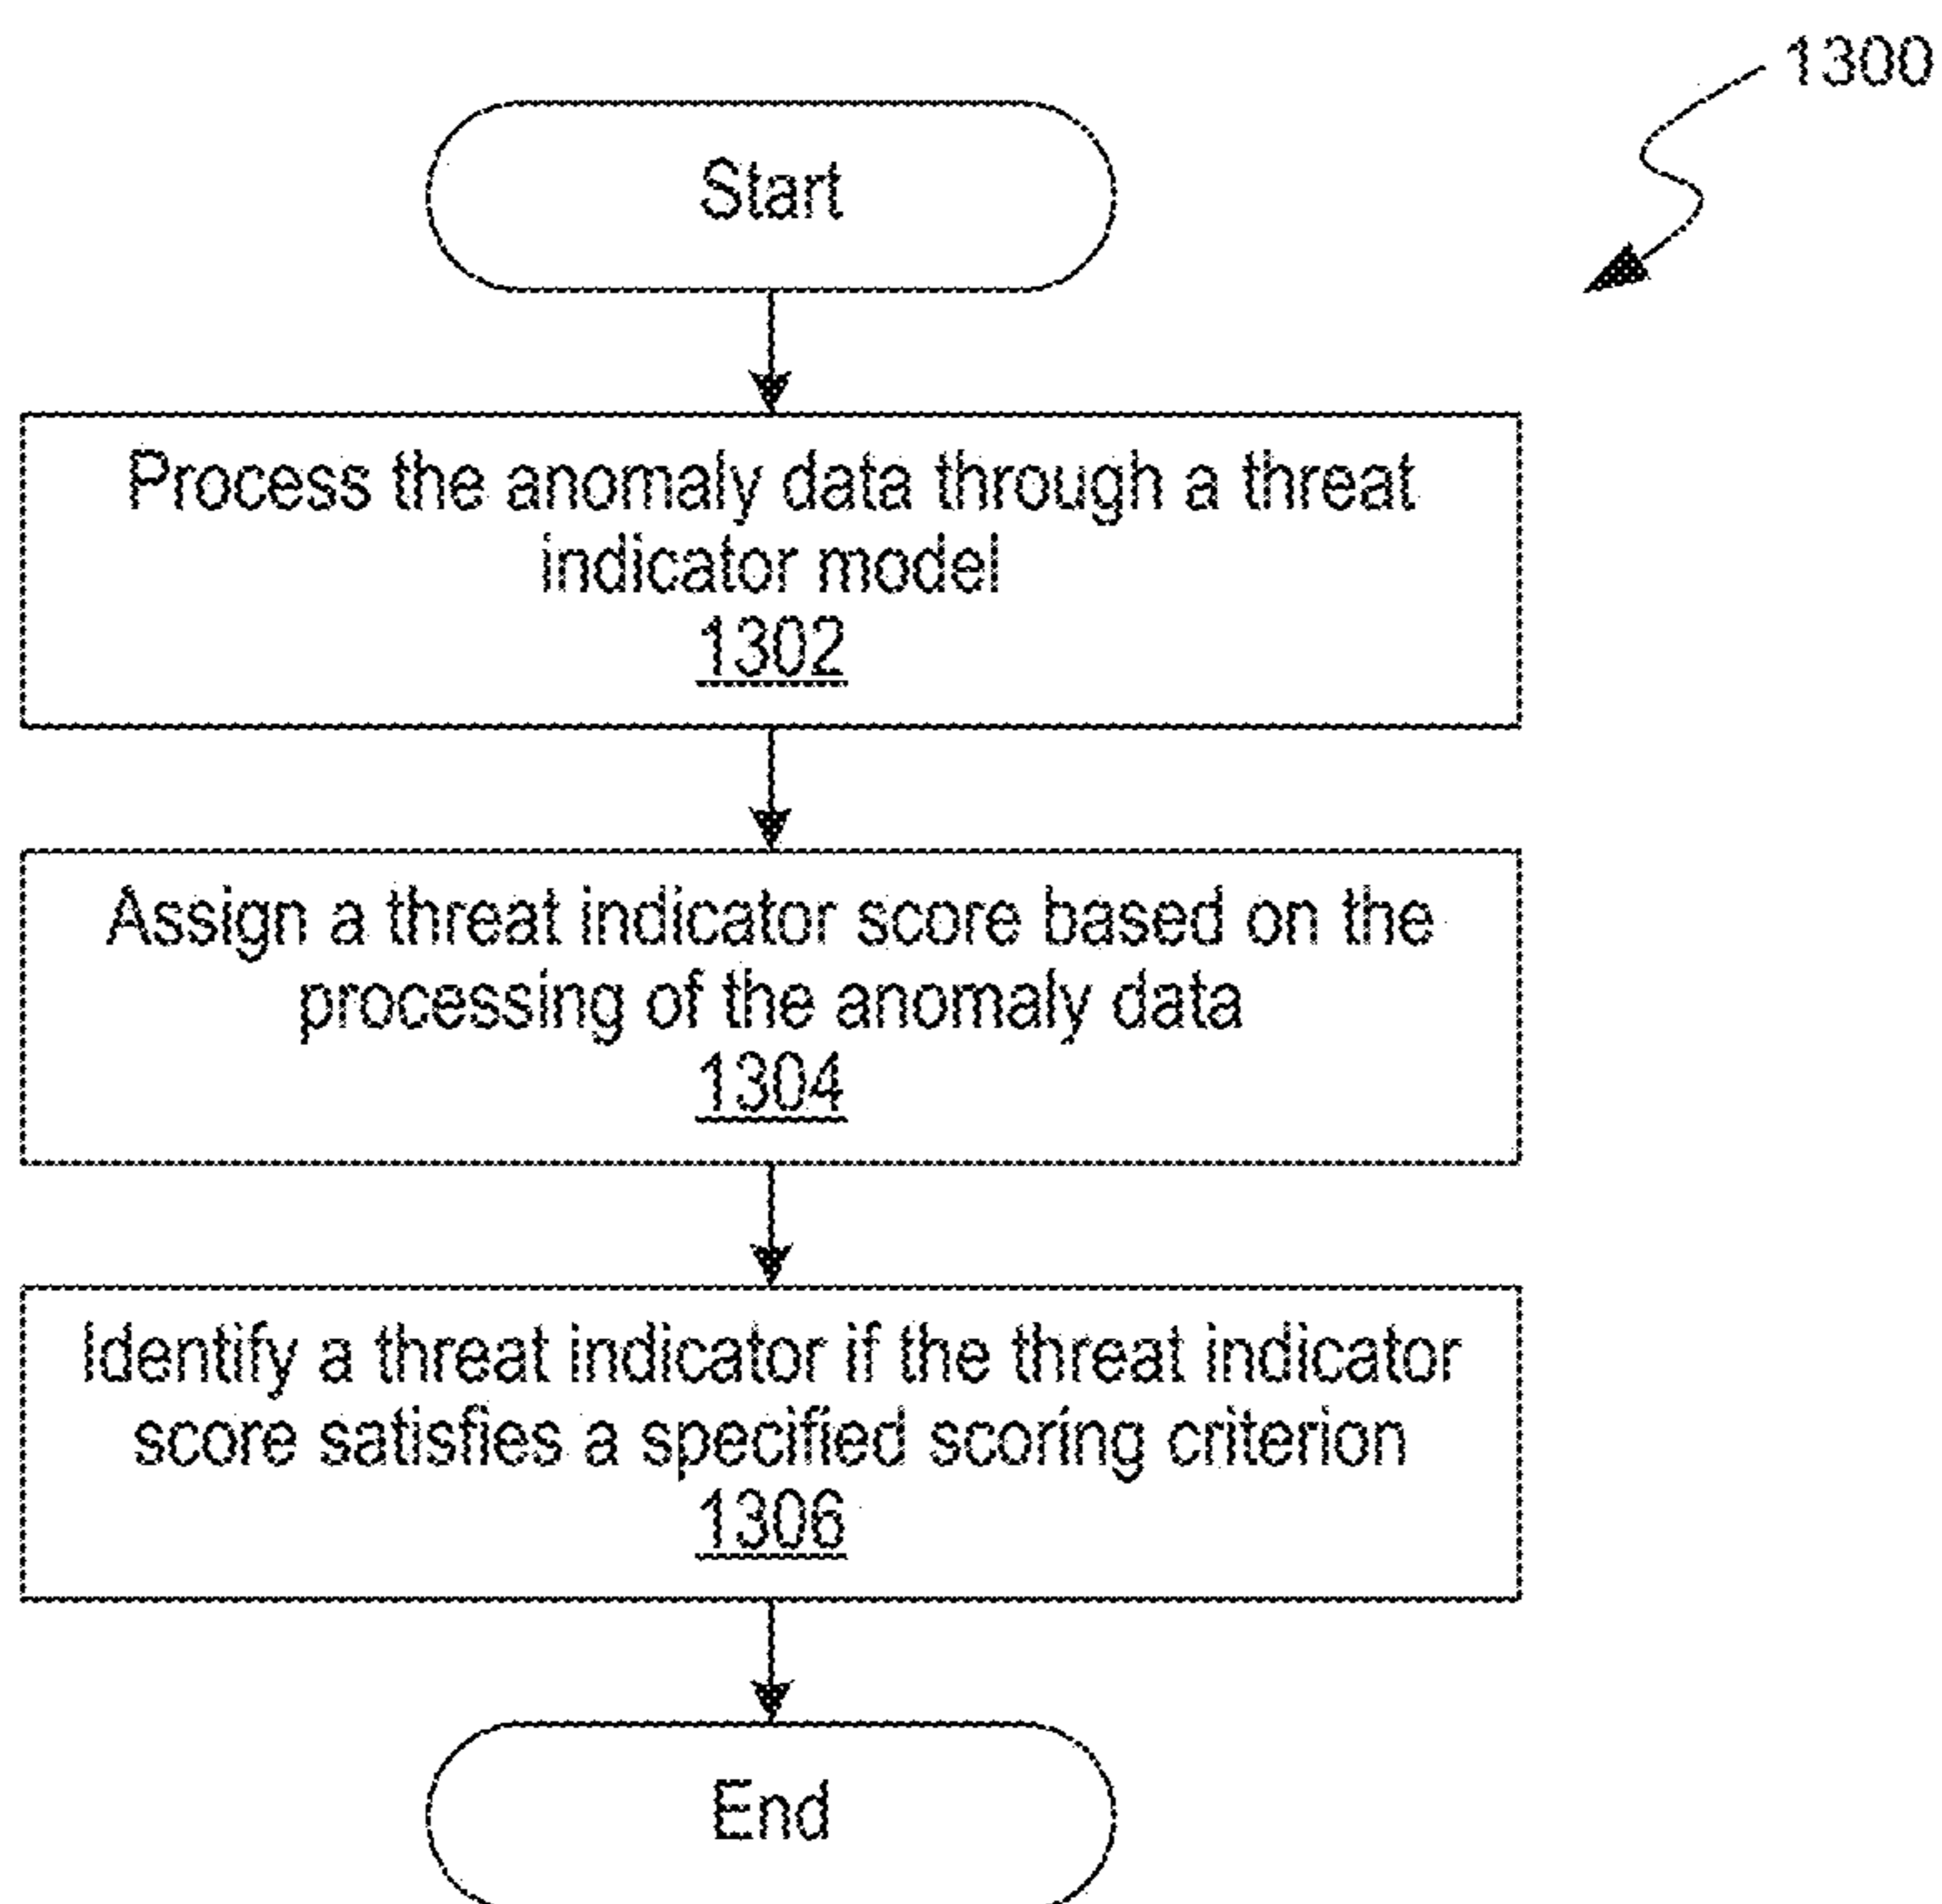 1300
Start
Process the anomaly data through a threat
indicator model
1302
Assign a threat indicator score based on the
processing of the anomaly data
1304
Identify a threat indicator if the threat indicator
score satisfies a specified scoring criterion
1306
End